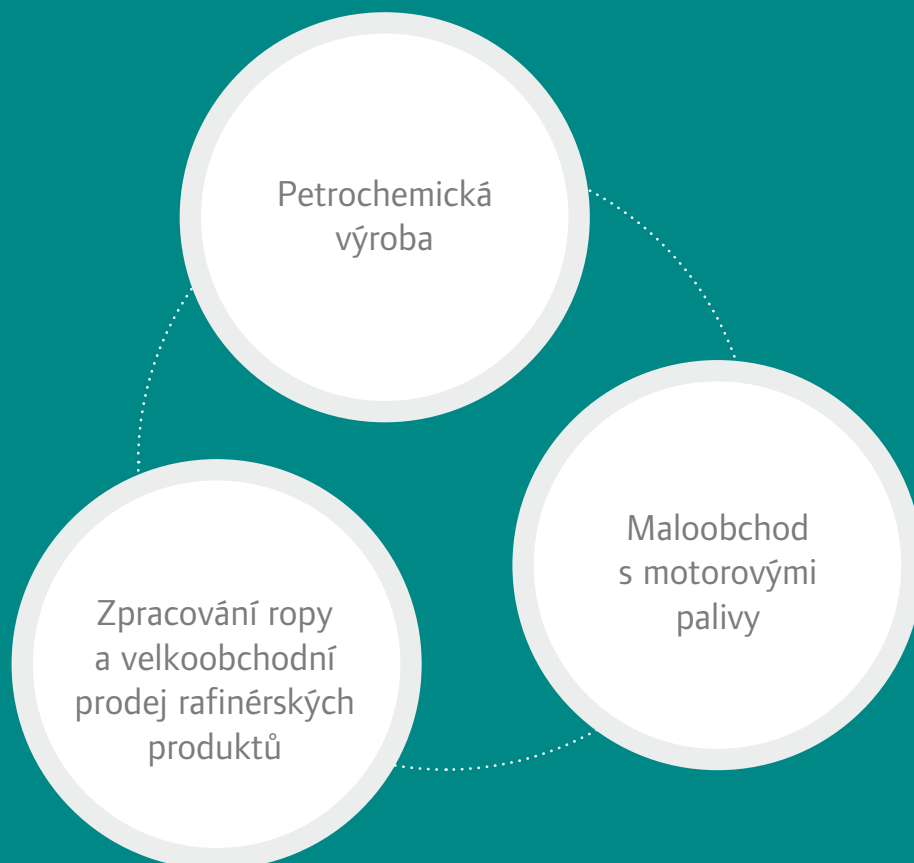 Petrochemická
výroba
Maloobchod
s motorovými
palivy
Zpracování ropy
a velkoobchodní
prodej rafinérských
produktů